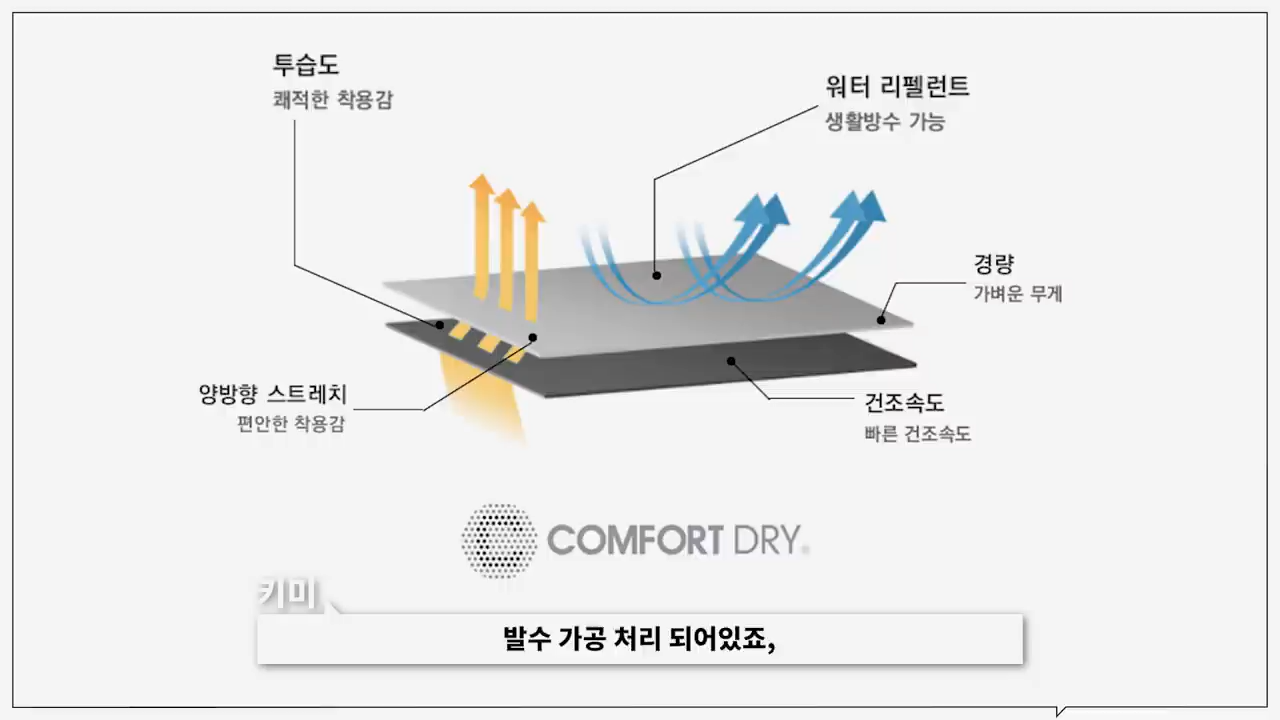 투습도
쾌적한 착용감
워터 리펠런트
생활방수 가능
경량
가벼운 무게
양방향 스트레치
편안한 착용감
건조속도
빠른 건조속도
COMFORT DRY
키미
발수 가공 처리 되어있죠,